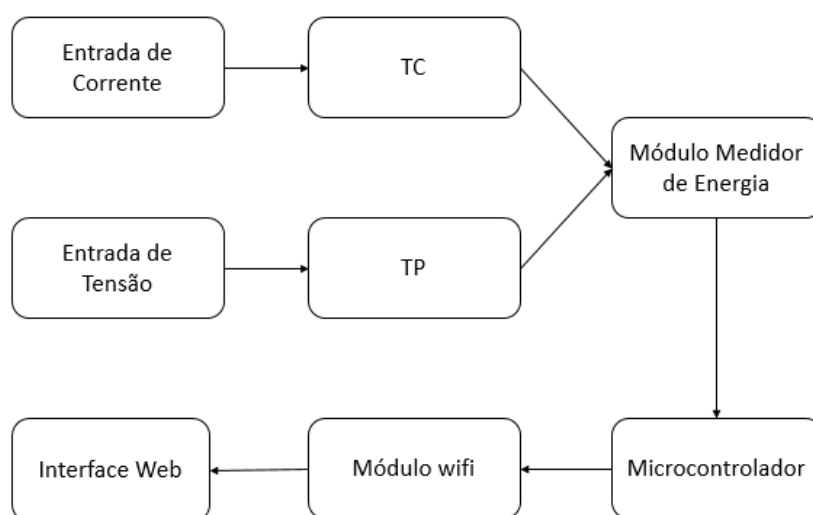 Entrada de
Corrente
TC
Módulo Medidor
de Energia
Entrada de
Tensão
TP
Interface Web
Módulo wifi
Microcontrolador